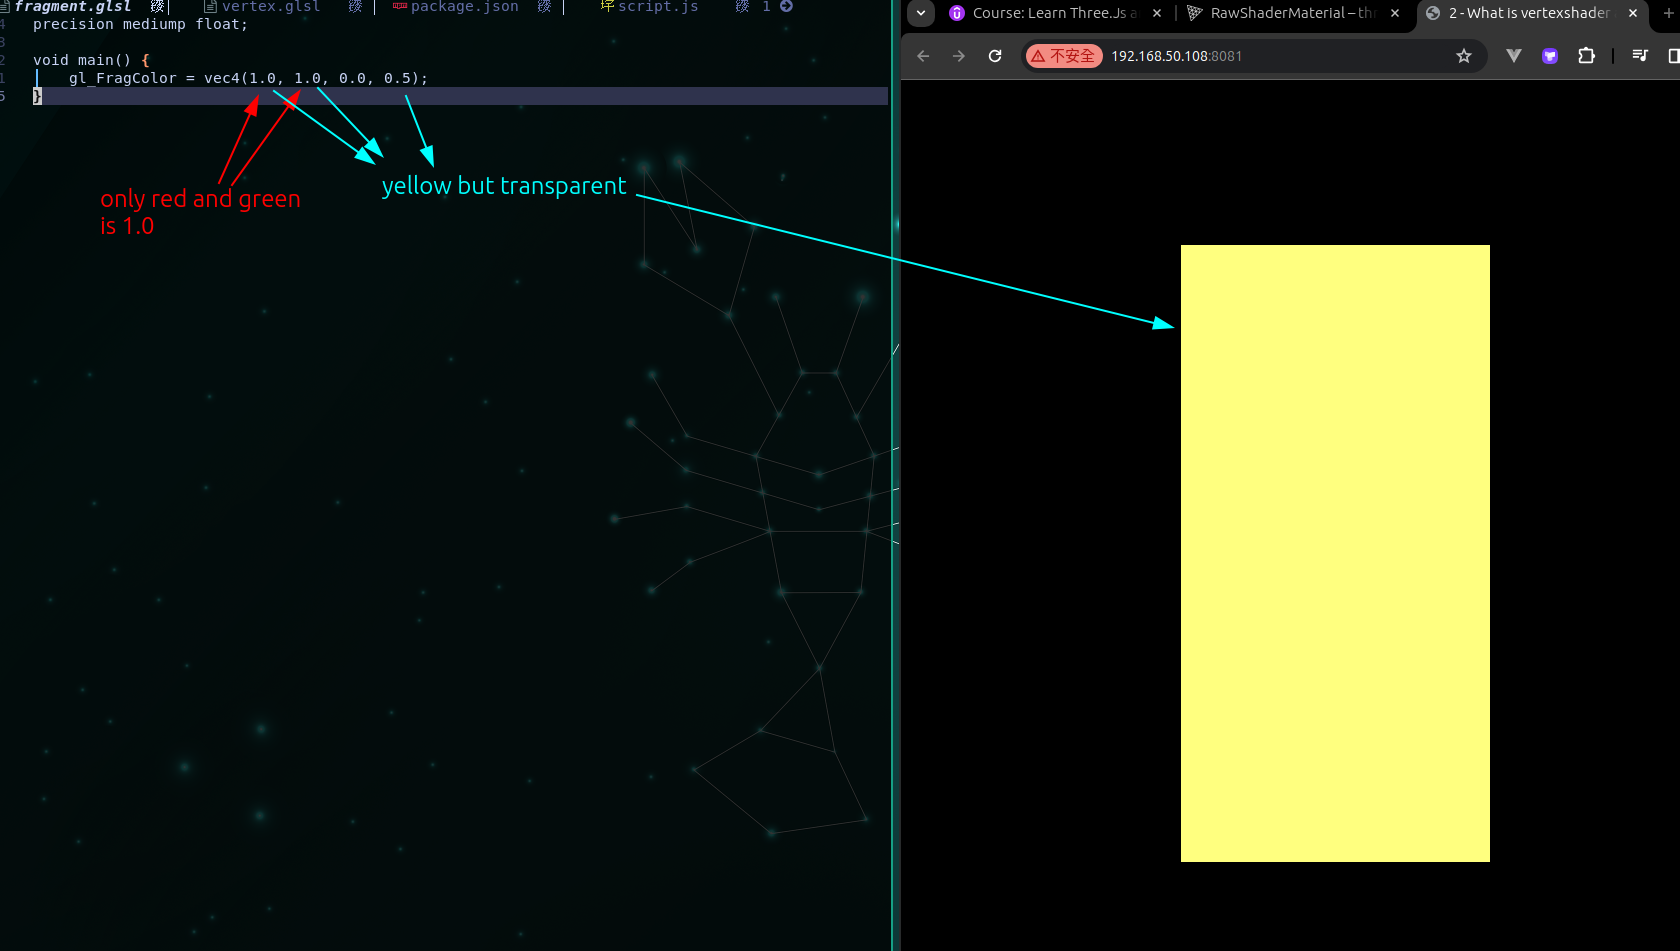 fragment.glsl vertex.glsl package.json script.js 1
Course: Learn Three.Js a RawShaderMaterial – th 2 - What is vertexshader
不安全 192.168.50.108:8081
4 precision mediump float;
3
2 void main() {
1 gl_FragColor = vec4(1.0, 1.0, 0.0, 0.5);
5 }
only red and green
is 1.0
yellow but transparent